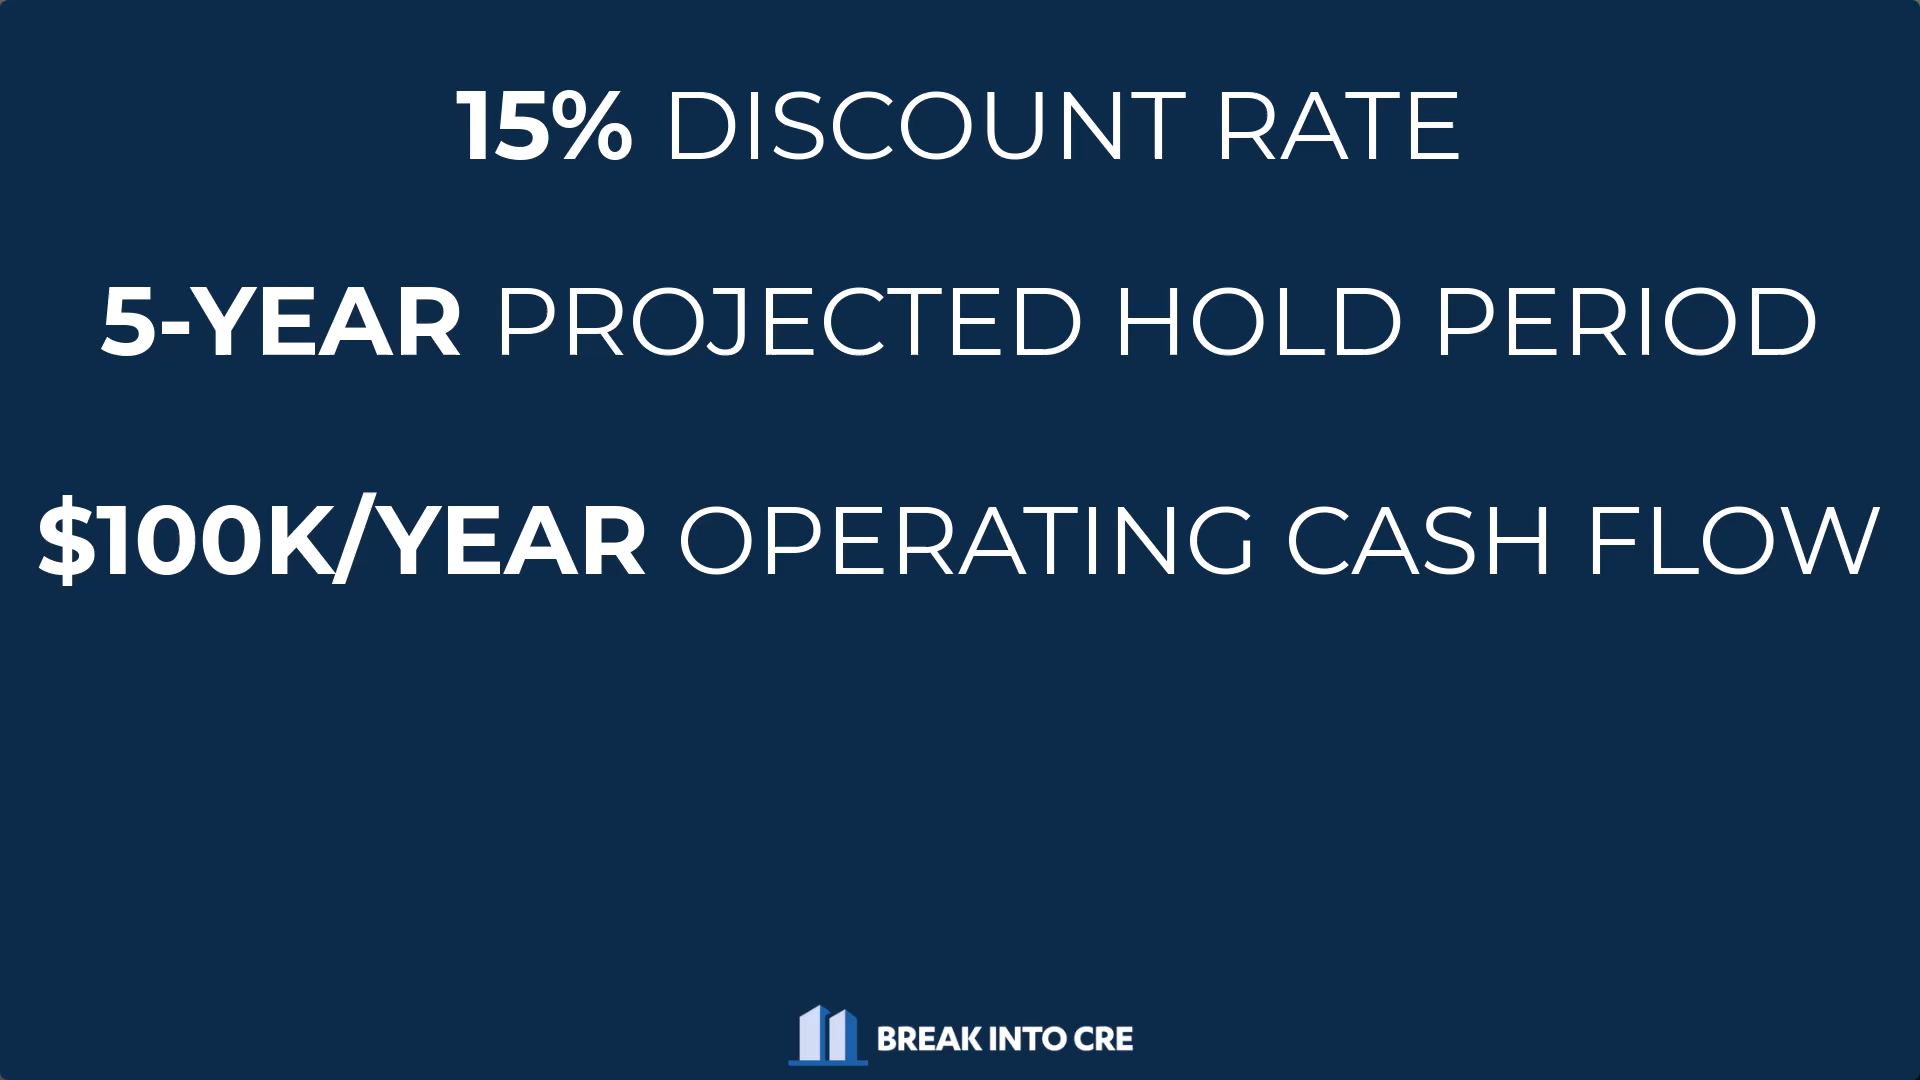 15% DISCOUNT RATE
5-YEAR PROJECTED HOLD PERIOD
$100K/YEAR OPERATING CASH FLOW
BREAK INTO CRE